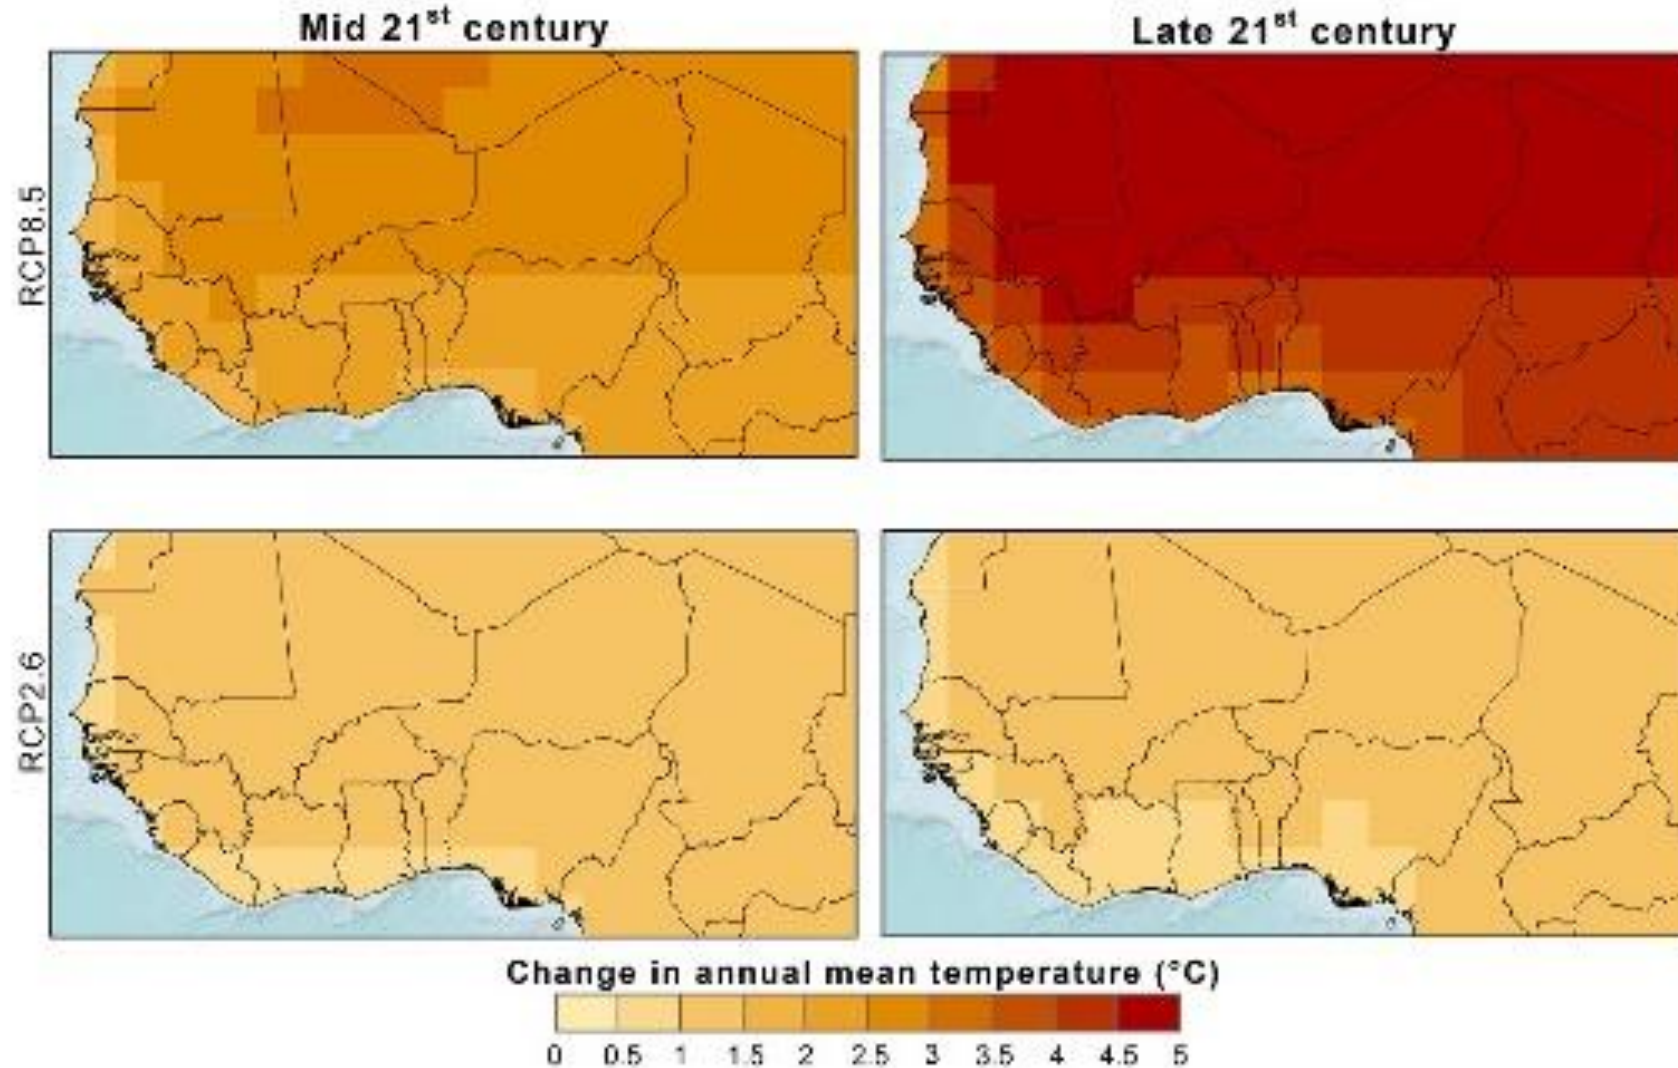 Mid 21st century
Late 21st century
RCP8.5
RCP2.6
Change in annual mean temperature (°C)
0 0.5 1 1.5 2 2.5 3 3.5 4 4.5 5